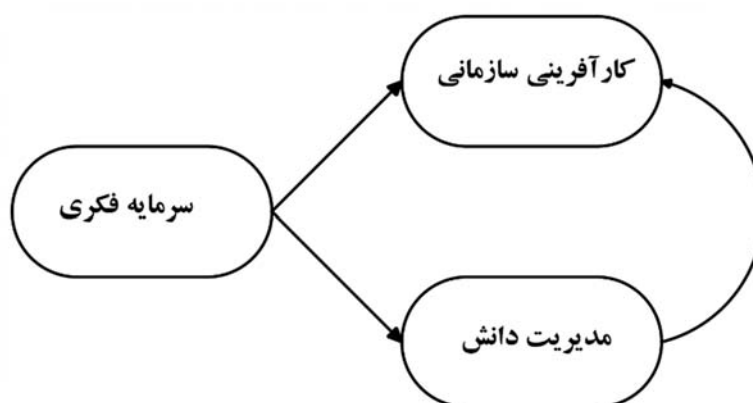 کارآفرینی سازمانی
سرمایه فکری
مدیریت دانش